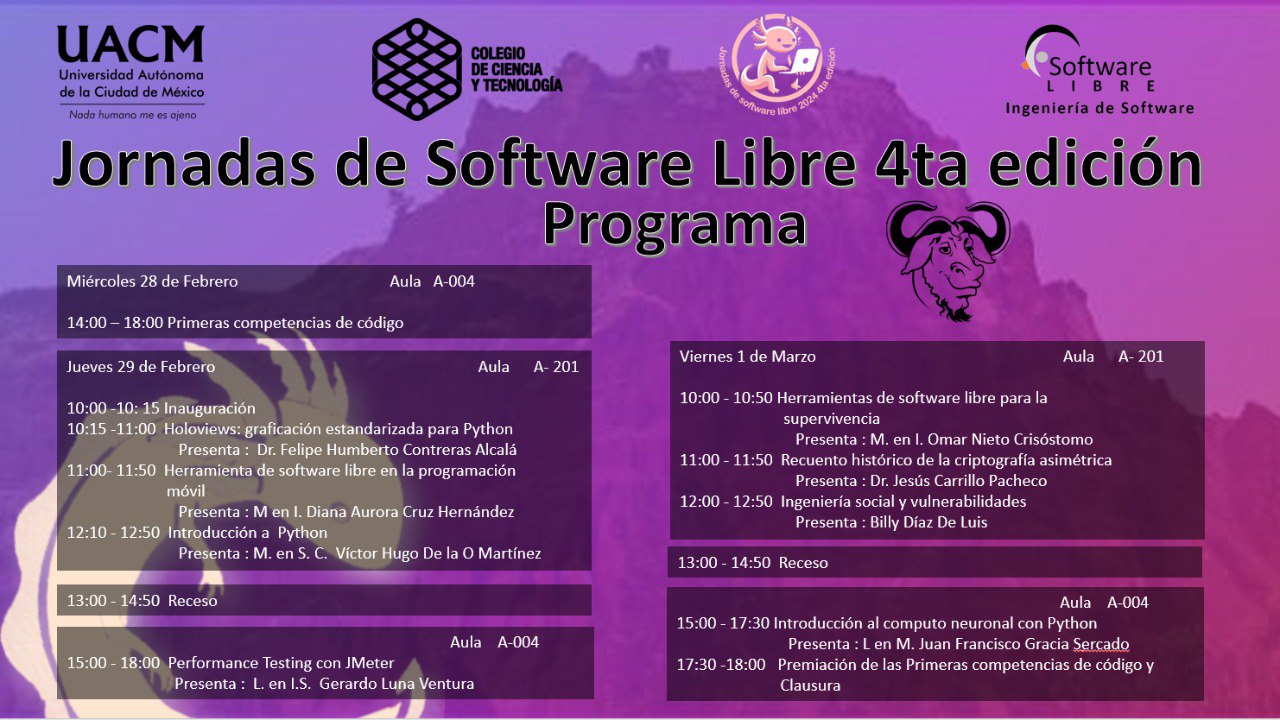 UACM
Universidad Autónoma
de la Ciudad de México
Nada humano me es ajeno
COLEGIO
DE CIENCIA
Y TECNOLOGÍA
Jornadas de software libre 2024 4ta edición
Software
LIBRE
Ingeniería de Software
Jornadas de Software Libre 4ta edición
Programa
Miércoles 28 de Febrero Aula A-004
14:00 – 18:00 Primeras competencias de código
Jueves 29 de Febrero Aula A- 201
10:00 -10: 15 Inauguración
10:15 -11:00 Holoviews: graficación estandarizada para Python
Presenta : Dr. Felipe Humberto Contreras Alcalá
11:00- 11:50 Herramienta de software libre en la programación
móvil
Presenta : M en I. Diana Aurora Cruz Hernández
12:10 - 12:50 Introducción a Python
Presenta : M. en S. C. Víctor Hugo De la O Martínez
13:00 - 14:50 Receso
Aula A-004
15:00 - 18:00 Performance Testing con JMeter
Presenta : L. en I.S. Gerardo Luna Ventura
Viernes 1 de Marzo Aula A- 201
10:00 - 10:50 Herramientas de software libre para la
supervivencia
Presenta : M. en I. Omar Nieto Crisóstomo
11:00 - 11:50 Recuento histórico de la criptografía asimétrica
Presenta : Dr. Jesús Carrillo Pacheco
12:00 - 12:50 Ingeniería social y vulnerabilidades
Presenta : Billy Díaz De Luis
13:00 - 14:50 Receso
Aula A-004
15:00 - 17:30 Introducción al computo neuronal con Python
Presenta : L en M. Juan Francisco Gracia Sercado
17:30 -18:00 Premiación de las Primeras competencias de código y
Clausura